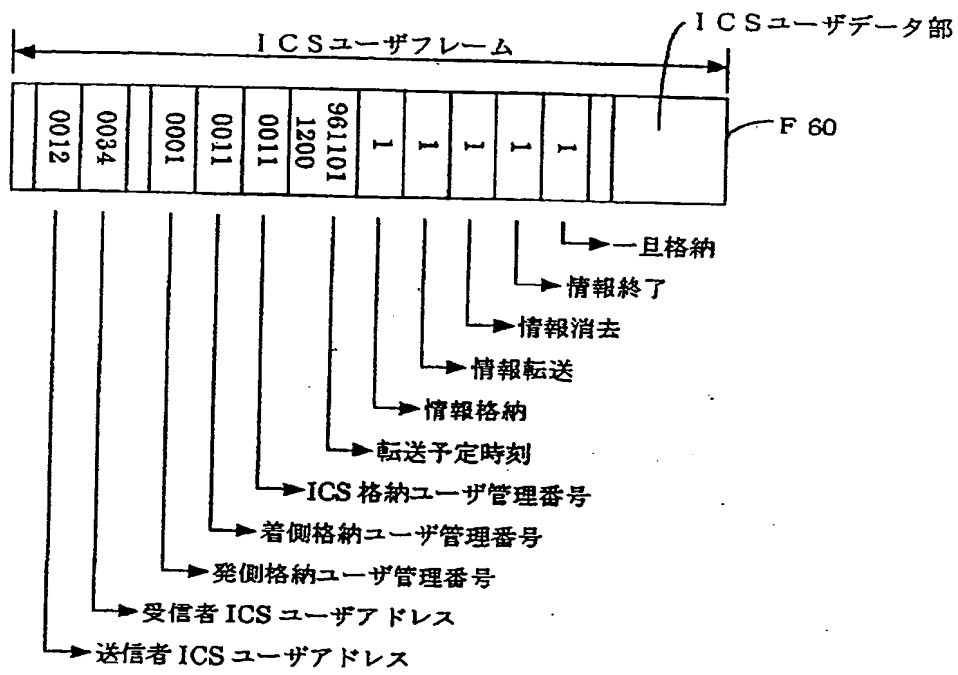 ICSユーザデータ部
ICSユーザフレーム
F 60
0012
0034
0001
0011
0011
961101
1200
1
1
1
1
1
一旦格納
情報終了
情報消去
情報転送
情報格納
転送予定時刻
ICS格納ユーザ管理番号
着側格納ユーザ管理番号
発側格納ユーザ管理番号
受信者ICSユーザアドレス
送信者ICSユーザアドレス